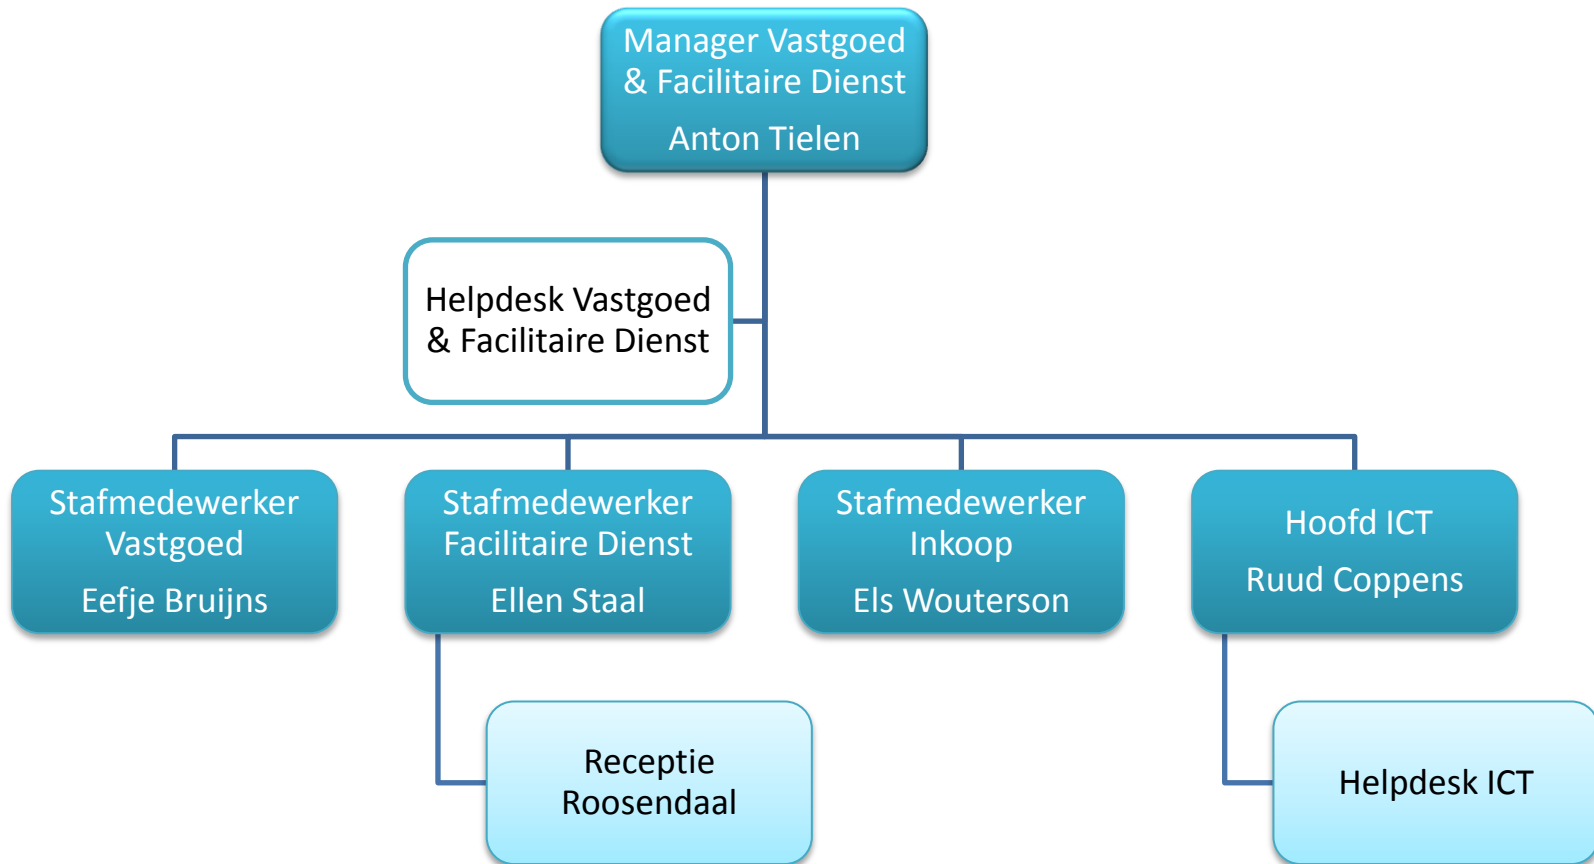 Manager Vastgoed
& Facilitaire Dienst
Anton Tielen
Helpdesk Vastgoed
& Facilitaire Dienst
Stafmedewerker
Vastgoed
Eefje Bruijns
Stafmedewerker
Facilitaire Dienst
Ellen Staal
Stafmedewerker
Inkoop
Els Wouterson
Hoofd ICT
Ruud Coppens
Receptie
Roosendaal
Helpdesk ICT